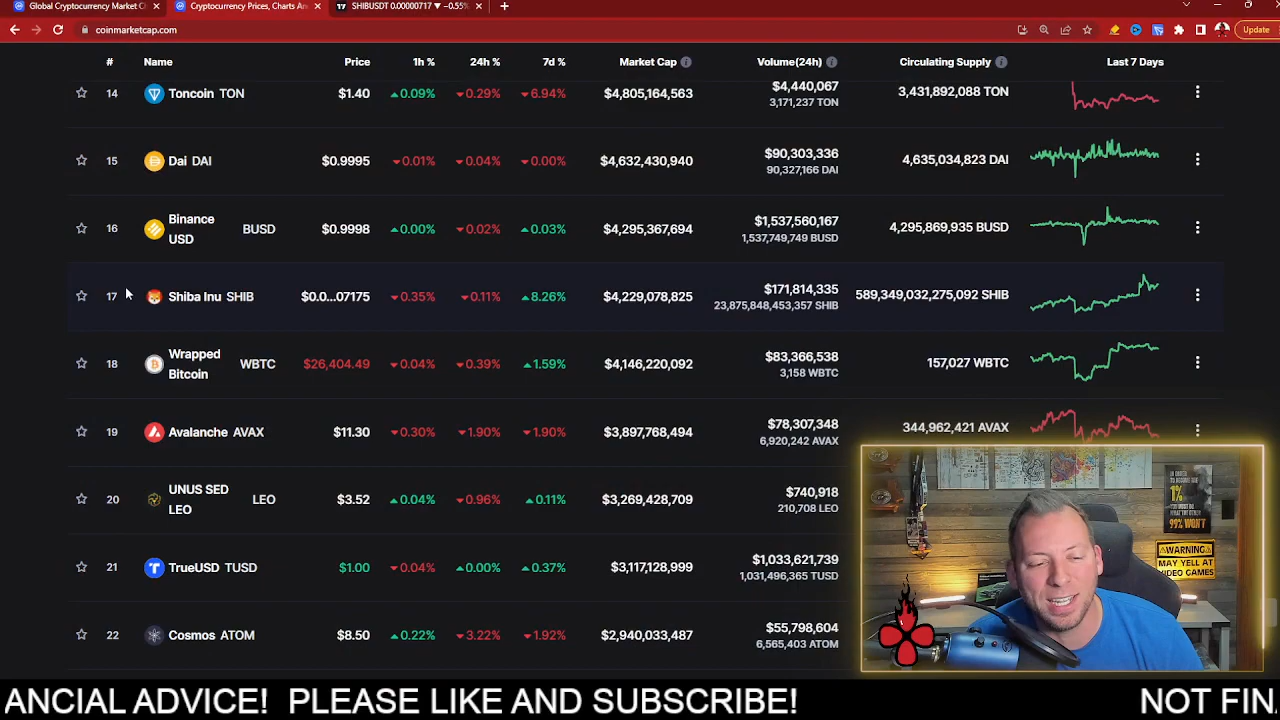 Global Cryptocurrency Market C
Cryptocurrency Prices, Charts An
SHIBUSDT 0.00000717 ▼ −0.55%
coinmarketcap.com
Update
# Name Price 1h % 24h % 7d % Market Cap Volume(24h) Circulating Supply Last 7 Days
14 Toncoin TON $1.40 0.09% 0.29% 6.94% $4,805,164,563 $4,440,067 3,431,892,088 TON
3,171,237 TON
15 Dai DAI $0.9995 0.01% 0.04% 0.00% $4,632,430,940 $90,303,336 4,635,034,823 DAI
90,327,166 DAI
16 Binance USD BUSD $0.9998 0.00% 0.02% 0.03% $4,295,367,694 $1,537,560,167 4,295,869,935 BUSD
1,537,749,749 BUSD
17 Shiba Inu SHIB $0.0...07175 0.35% 0.11% 8.26% $4,229,078,825 $171,814,335 589,349,032,275,092 SHIB
23,875,848,453,357 SHIB
18 Wrapped Bitcoin WBTC $26,404.49 0.04% 0.39% 1.59% $4,146,220,092 $83,366,538 157,027 WBTC
3,158 WBTC
19 Avalanche AVAX $11.30 0.30% 1.90% 1.90% $3,897,768,494 $78,307,348 344,962,421 AVAX
6,920,242 AVAX
20 UNUS SED LEO LEO $3.52 0.04% 0.96% 0.11% $3,269,428,709 $740,918
210,708 LEO
21 TrueUSD TUSD $1.00 0.04% 0.00% 0.37% $3,117,128,999 $1,033,621,739
1,031,496,365 TUSD
22 Cosmos ATOM $8.50 0.22% 3.22% 1.92% $2,940,033,487 $55,798,604
6,565,403 ATOM
1%
99% WON'T
WARNING
MAY YELL AT
VIDEO GAMES
ANCIAL ADVICE! PLEASE LIKE AND SUBSCRIBE! NOT FIN